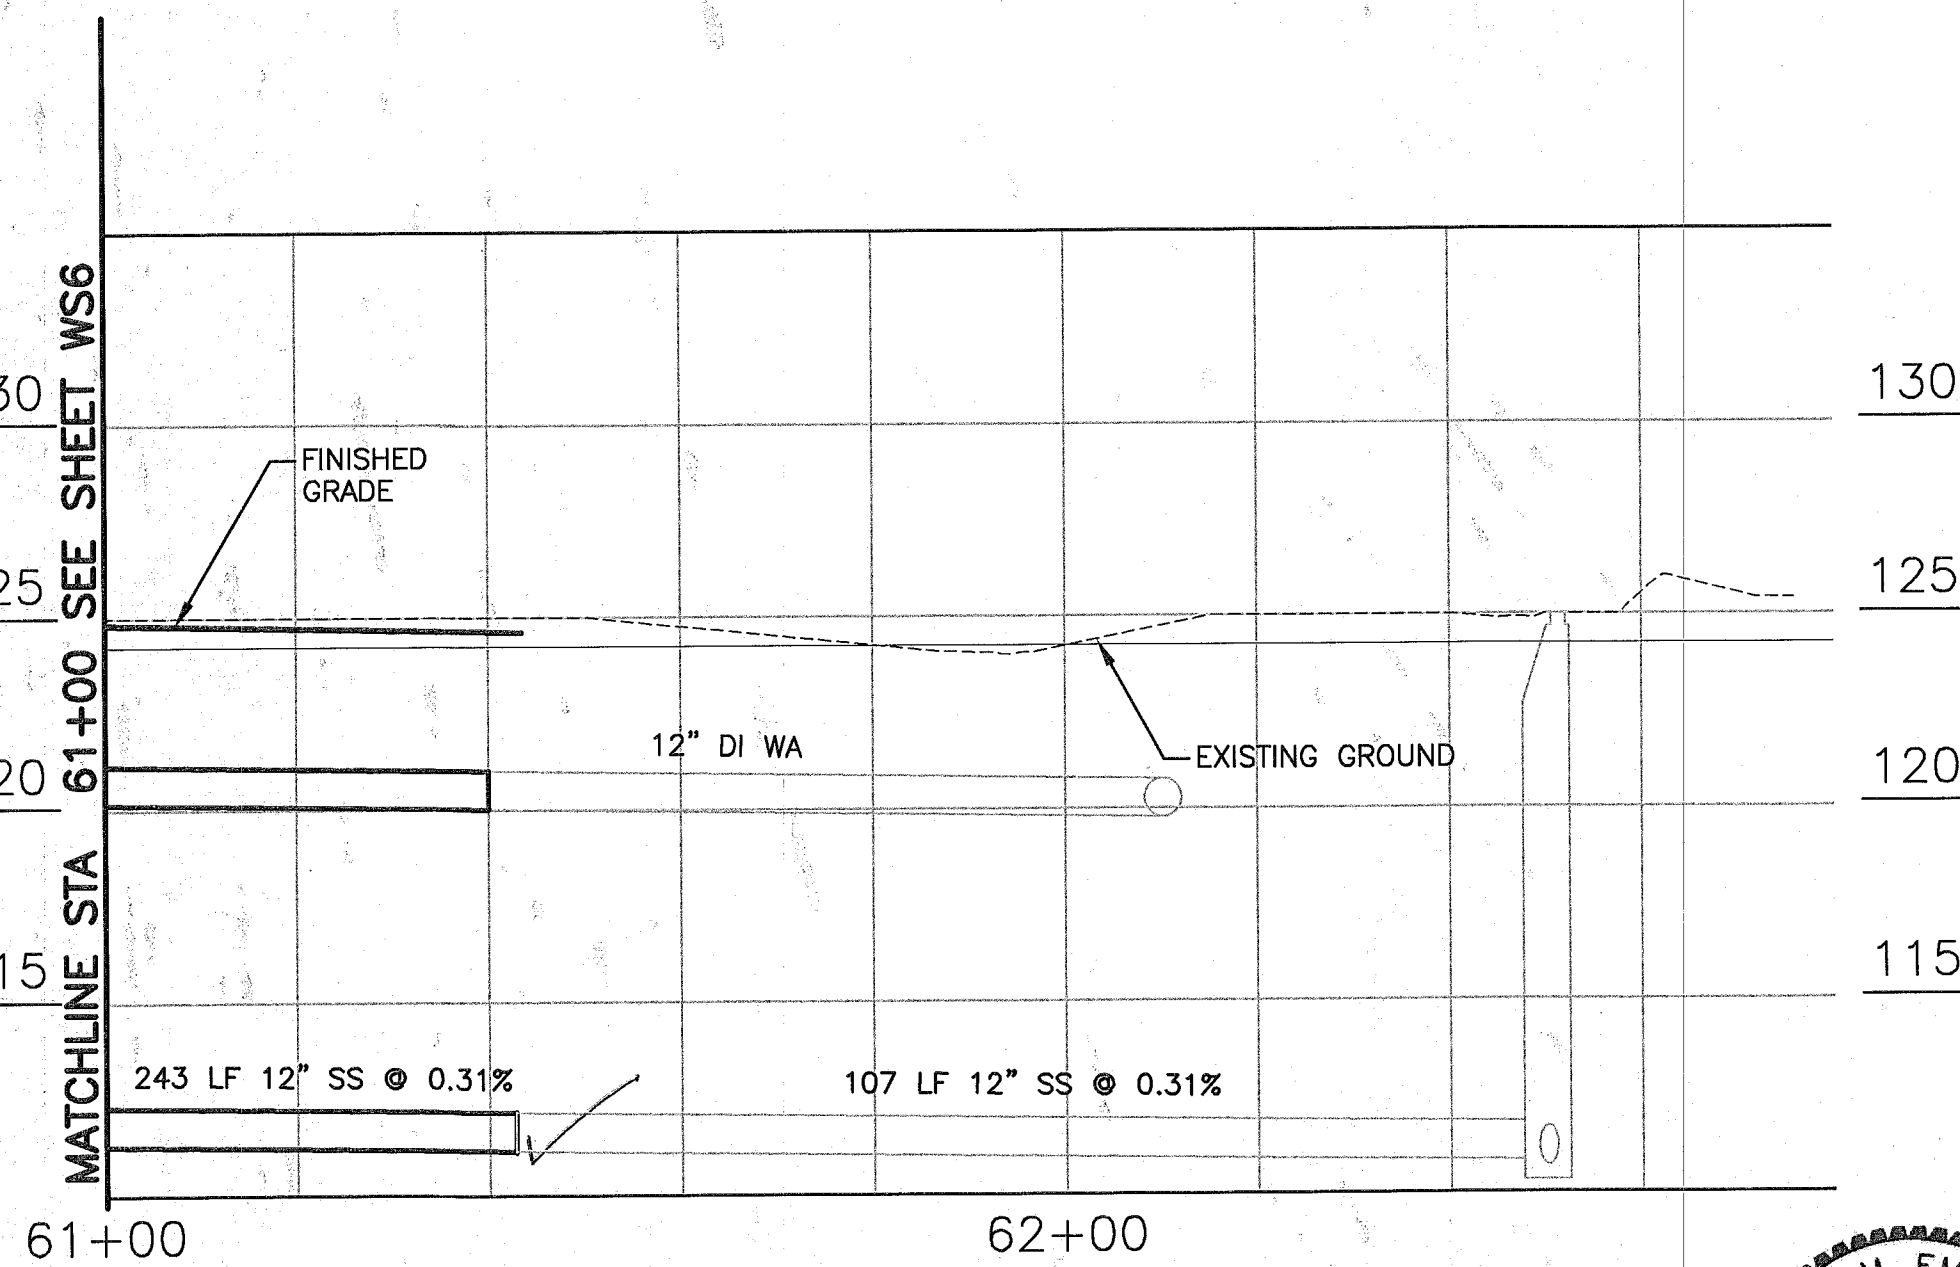 MATCHLINE STA 61+00 SEE SHEET WS6
30
130
FINISHED
GRADE
25
125
12" DI WA
EXISTING GROUND
20
120
15
115
243 LF 12" SS @ 0.31%
107 LF 12" SS @ 0.31%
61+00
62+00